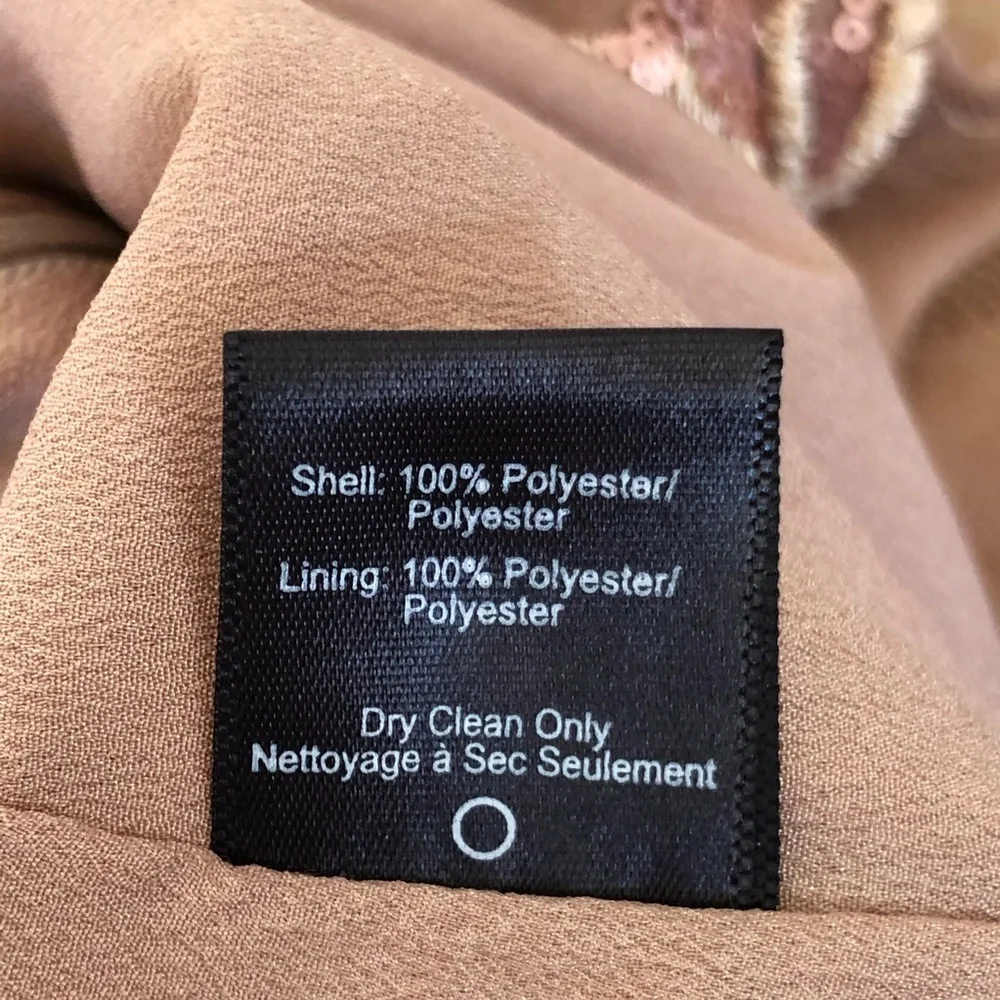 Shell: 100% Polyester/
Polyester
Lining: 100% Polyester/
Polyester
Dry Clean Only
Nettoyage à Sec Seulement